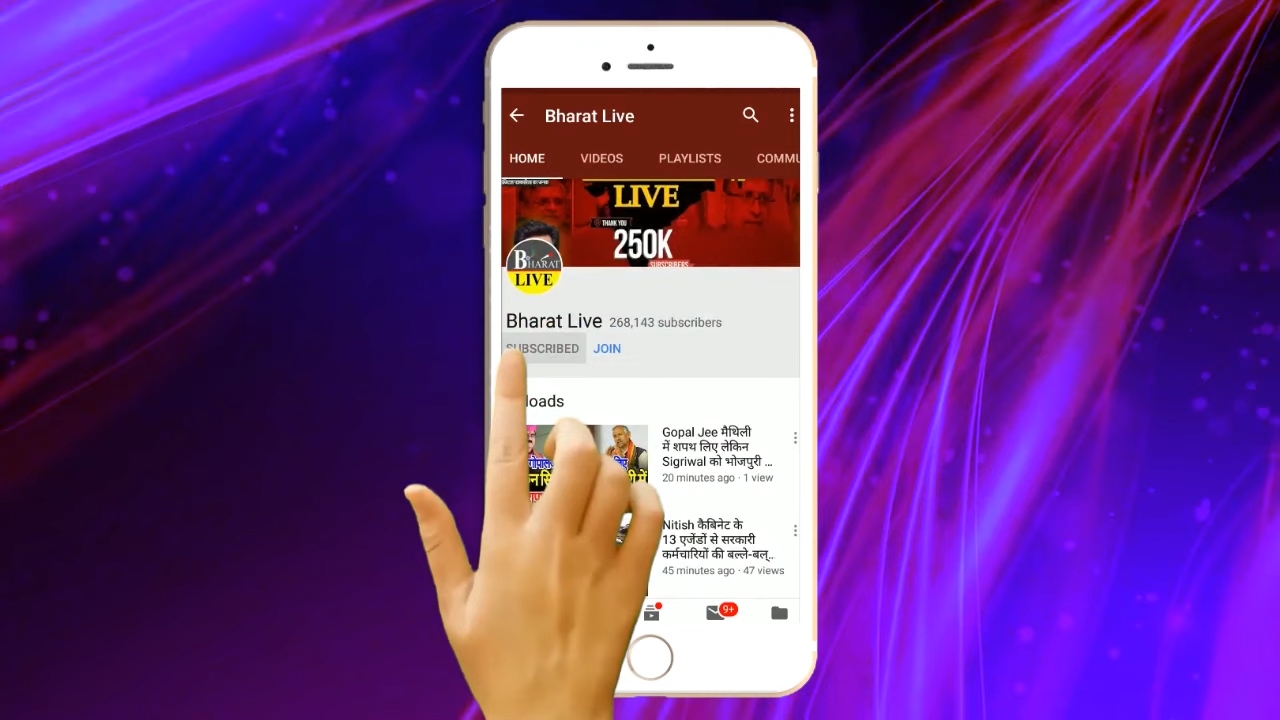 Bharat Live
HOME VIDEOS PLAYLISTS COMMU
LIVE
THANK YOU
250K
SUBSCRIBERS
BHARAT
LIVE
Bharat Live 268,143 subscribers
SUBSCRIBED JOIN
loads
Gopal Jee मैथिली
में शपथ लिए लेकिन
Sigriwal को भोजपुरी ...
20 minutes ago · 1 view
Nitish कैबिनेट के
13 एजेंडों से सरकारी
कर्मचारियों की बल्ले-बल्..
45 minutes ago · 47 views
9+